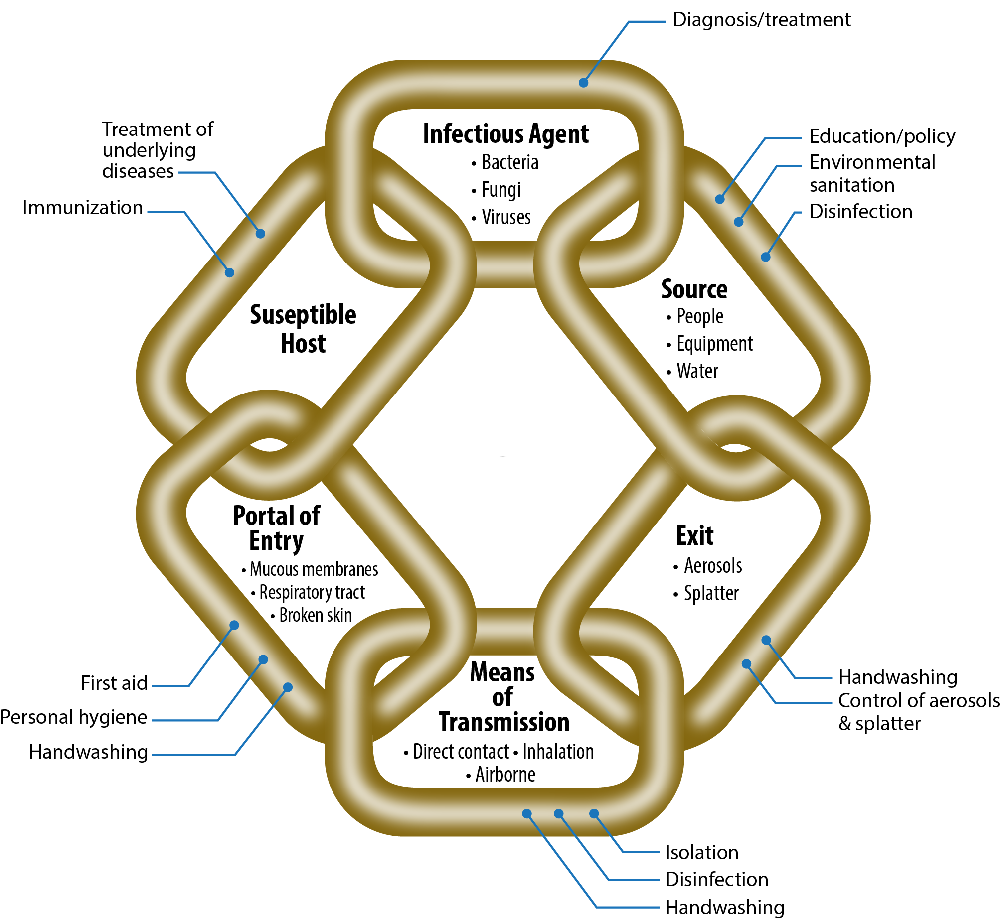 Diagnosis/treatment
Infectious Agent
• Bacteria
• Fungi
• Viruses
Education/policy
Environmental
sanitation
Disinfection
Source
• People
• Equipment
• Water
Exit
• Aerosols
• Splatter
Handwashing
Control of aerosols
& splatter
Means
of
Transmission
• Direct contact • Inhalation
• Airborne
Isolation
Disinfection
Handwashing
Portal of
Entry
• Mucous membranes
• Respiratory tract
• Broken skin
First aid
Personal hygiene
Handwashing
Suseptible
Host
Treatment of
underlying
diseases
Immunization